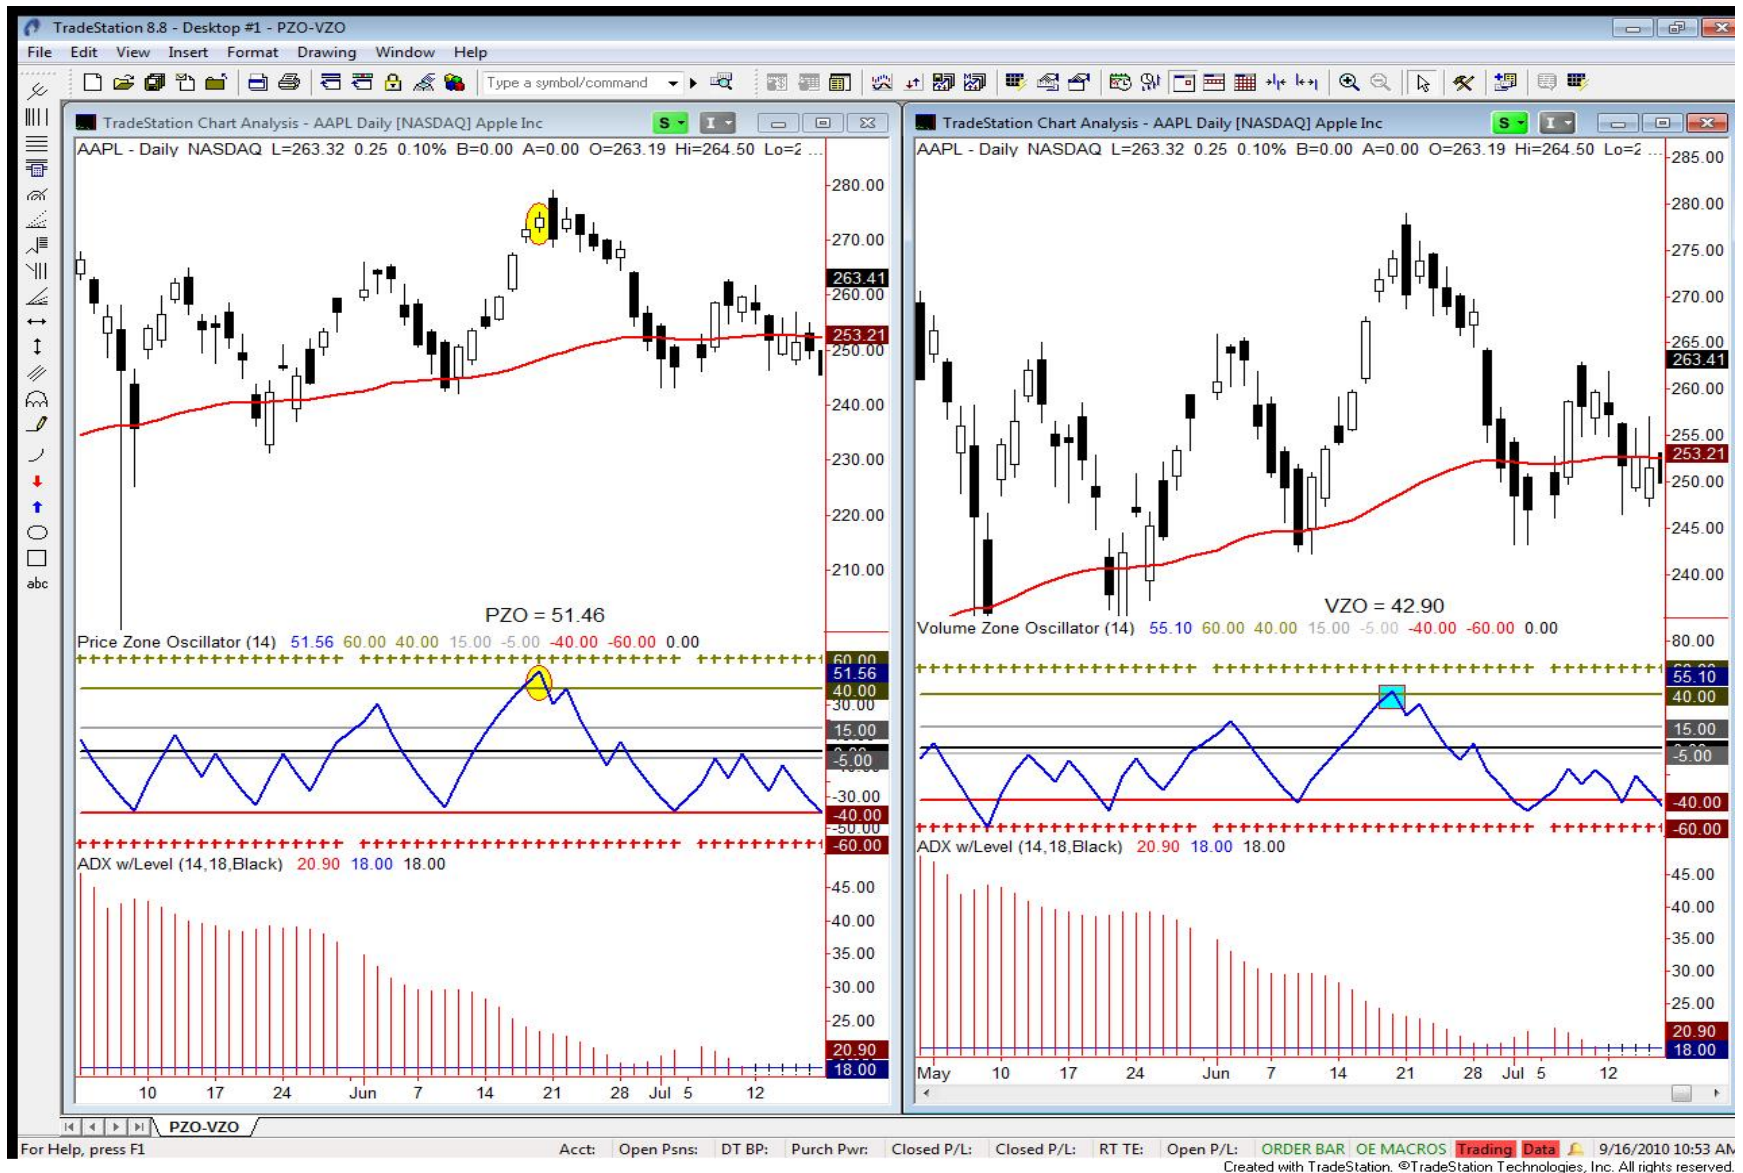 TradeStation 8.8 - Desktop #1 - PZO-VZO
File Edit View Insert Format Drawing Window Help
Type a symbol/command
abc
TradeStation Chart Analysis - AAPL Daily [NASDAQ] Apple Inc
S
I
AAPL - Daily NASDAQ L=263.32 0.25 0.10% B=0.00 A=0.00 O=263.19 Hi=264.50 Lo=2 ...
280.00
270.00
263.41
260.00
253.21
250.00
240.00
230.00
220.00
210.00
PZO = 51.46
Price Zone Oscillator (14) 51.56 60.00 40.00 15.00 -5.00 -40.00 -60.00 0.00
60.00
51.56
40.00
30.00
15.00
-5.00
-30.00
-40.00
-50.00
-60.00
ADX w/Level (14,18,Black) 20.90 18.00 18.00
45.00
40.00
35.00
30.00
25.00
20.90
18.00
10 17 24 Jun 7 14 21 28 Jul 5 12
TradeStation Chart Analysis - AAPL Daily [NASDAQ] Apple Inc
S
I
AAPL - Daily NASDAQ L=263.32 0.25 0.10% B=0.00 A=0.00 O=263.19 Hi=264.50 Lo=2 ...
285.00
280.00
275.00
270.00
265.00
263.41
260.00
255.00
253.21
250.00
245.00
240.00
VZO = 42.90
Volume Zone Oscillator (14) 55.10 60.00 40.00 15.00 -5.00 -40.00 -60.00 0.00
80.00
55.10
40.00
15.00
-5.00
-40.00
-60.00
ADX w/Level (14,18,Black) 20.90 18.00 18.00
45.00
40.00
35.00
30.00
25.00
20.90
18.00
May 10 17 24 Jun 7 14 21 28 Jul 5 12
PZO-VZO
For Help, press F1 Acct: Open Psns: DT BP: Purch Pwr: Closed P/L: Closed P/L: RT TE: Open P/L: ORDER BAR OE MACROS Trading Data 9/16/2010 10:53 AM
Created with TradeStation. ©TradeStation Technologies, Inc. All rights reserved.